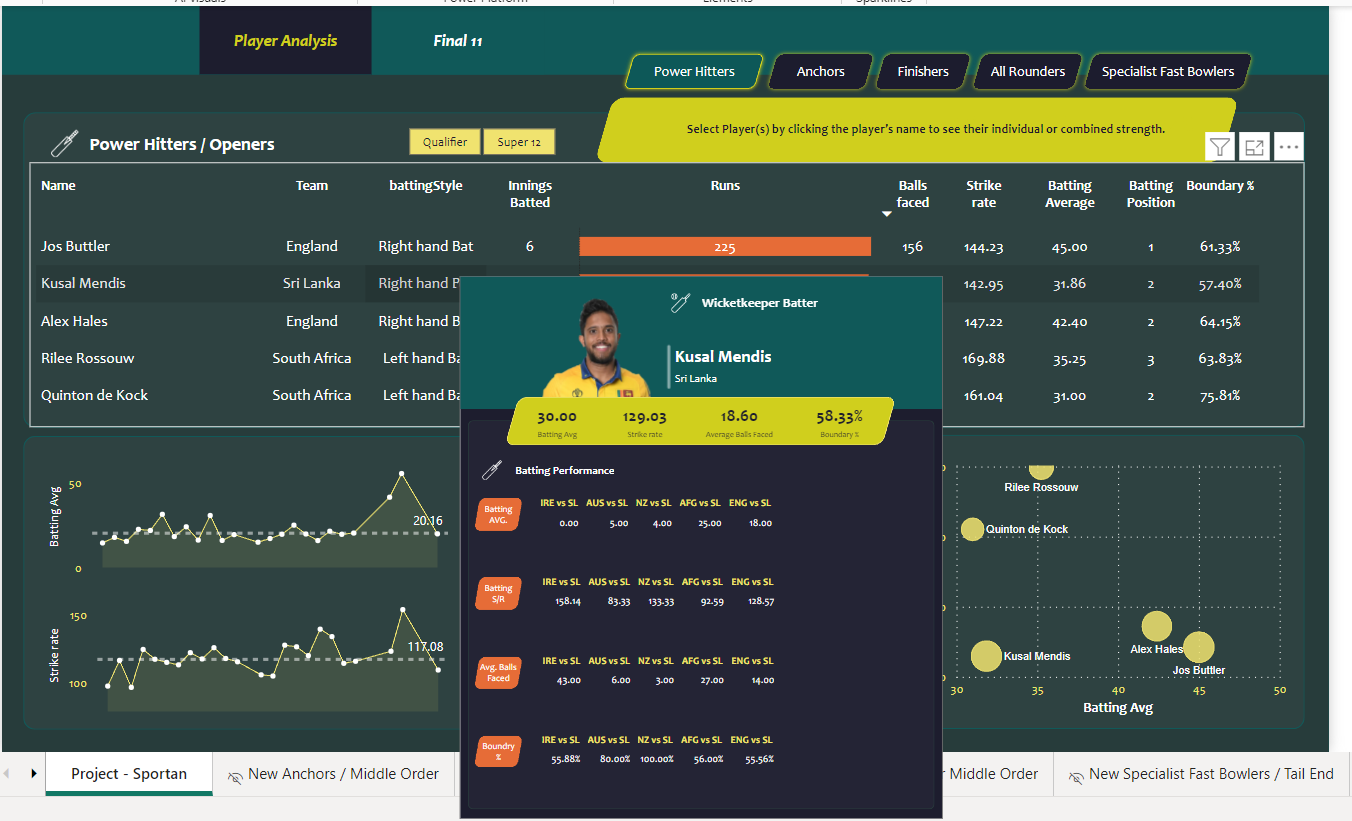 Player Analysis
Final 11
Power Hitters
Anchors
Finishers
All Rounders
Specialist Fast Bowlers
Select Player(s) by clicking the player's name to see their individual or combined strength.
Power Hitters / Openers
Qualifier
Super 12
Name Team battingStyle Innings Batted Runs Balls faced Strike rate Batting Average Batting Position Boundary %
Jos Buttler England Right hand Bat 6 225 156 144.23 45.00 1 61.33%
Kusal Mendis Sri Lanka Right hand 142.95 31.86 2 57.40%
Alex Hales England Right hand 147.22 42.40 2 64.15%
Rilee Rossouw South Africa Left hand 169.88 35.25 3 63.83%
Quinton de Kock South Africa Left hand 161.04 31.00 2 75.81%
Wicketkeeper Batter
Kusal Mendis
Sri Lanka
30.00 129.03 18.60 58.33%
Batting Avg Strike rate Average Balls Faced Boundary %
Batting Performance
Batting AVG.
IRE vs SL AUS vs SL NZ vs SL AFG vs SL ENG vs SL
0.00 5.00 4.00 25.00 18.00
Batting S/R
IRE vs SL AUS vs SL NZ vs SL AFG vs SL ENG vs SL
158.14 83.33 133.33 92.59 128.57
Avg. Balls Faced
IRE vs SL AUS vs SL NZ vs SL AFG vs SL ENG vs SL
43.00 6.00 3.00 27.00 14.00
Boundry %
IRE vs SL AUS vs SL NZ vs SL AFG vs SL ENG vs SL
55.88% 80.00% 100.00% 56.00% 55.56%
Batting Avg
50
0
20.16
Strike rate
150
100
117.08
Rilee Rossouw
Quinton de Kock
Alex Hales
Kusal Mendis
Jos Buttler
30 35 40 45 50
Batting Avg
Project - Sportan
New Anchors / Middle Order
Middle Order
New Specialist Fast Bowlers / Tail End